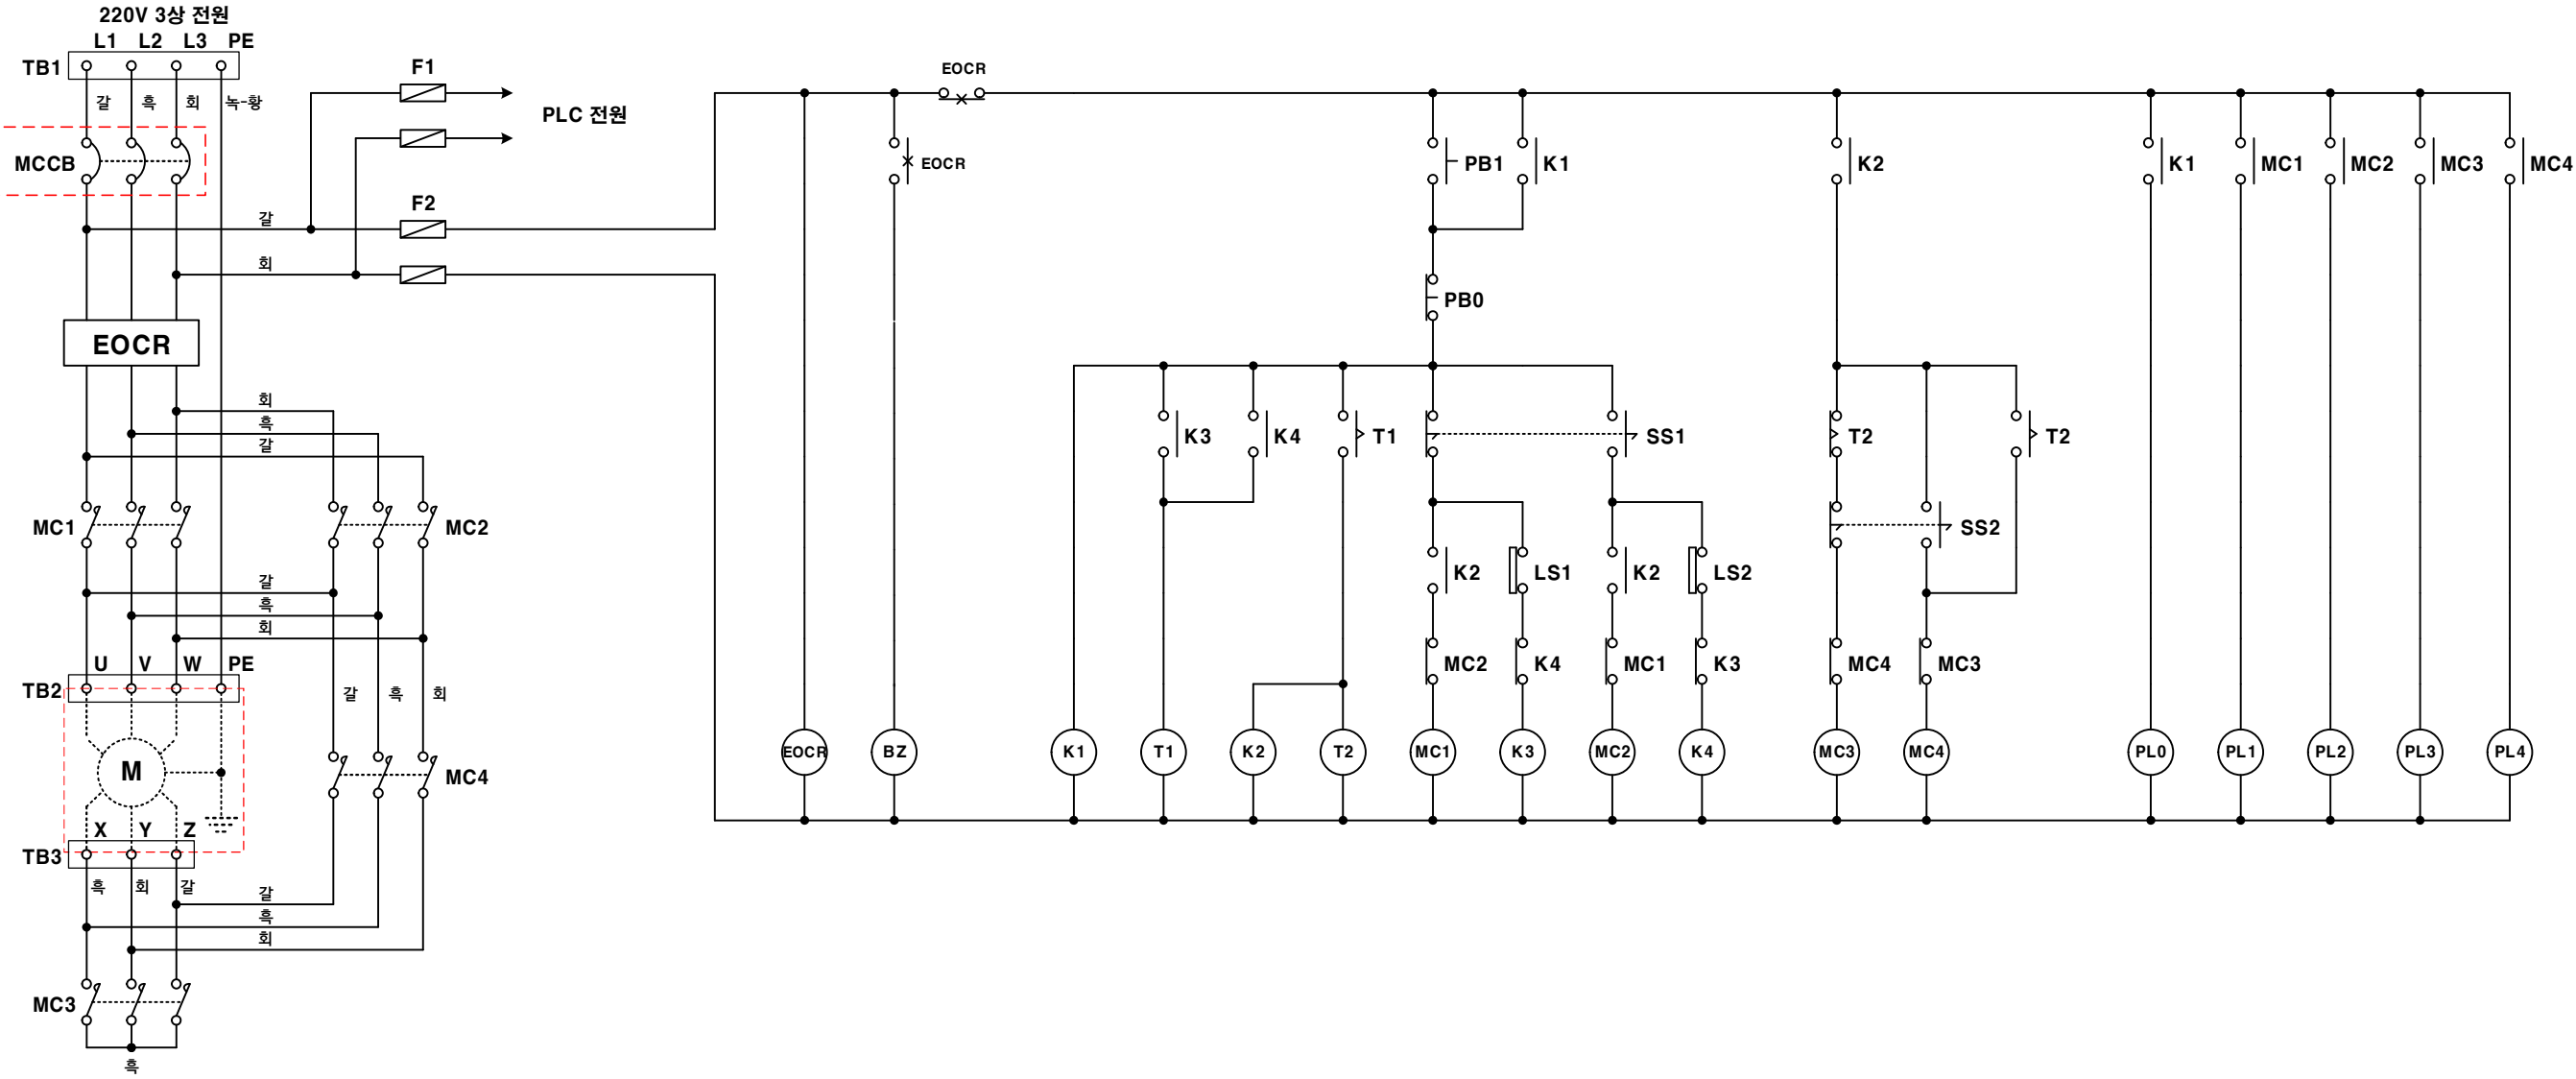 220V 3상 전원
L1 L2 L3 PE
TB1
갈 흑 회 녹-황
MCCB
F1
PLC 전원
갈
F2
회
EOCR
회
흑
갈
MC1
MC2
갈
흑
회
U V W PE
TB2
갈 흑 회
M
MC4
X Y Z
TB3
흑 회 갈
갈
흑
회
MC3
흑
EOCR
EOCR
PB1
K1
K2
K1
MC1
MC2
MC3
MC4
PB0
K3
K4
T1
SS1
T2
T2
SS2
K2
LS1
K2
LS2
MC2
K4
MC1
K3
MC4
MC3
EOCR
BZ
K1
T1
K2
T2
MC1
K3
MC2
K4
MC3
MC4
PL0
PL1
PL2
PL3
PL4